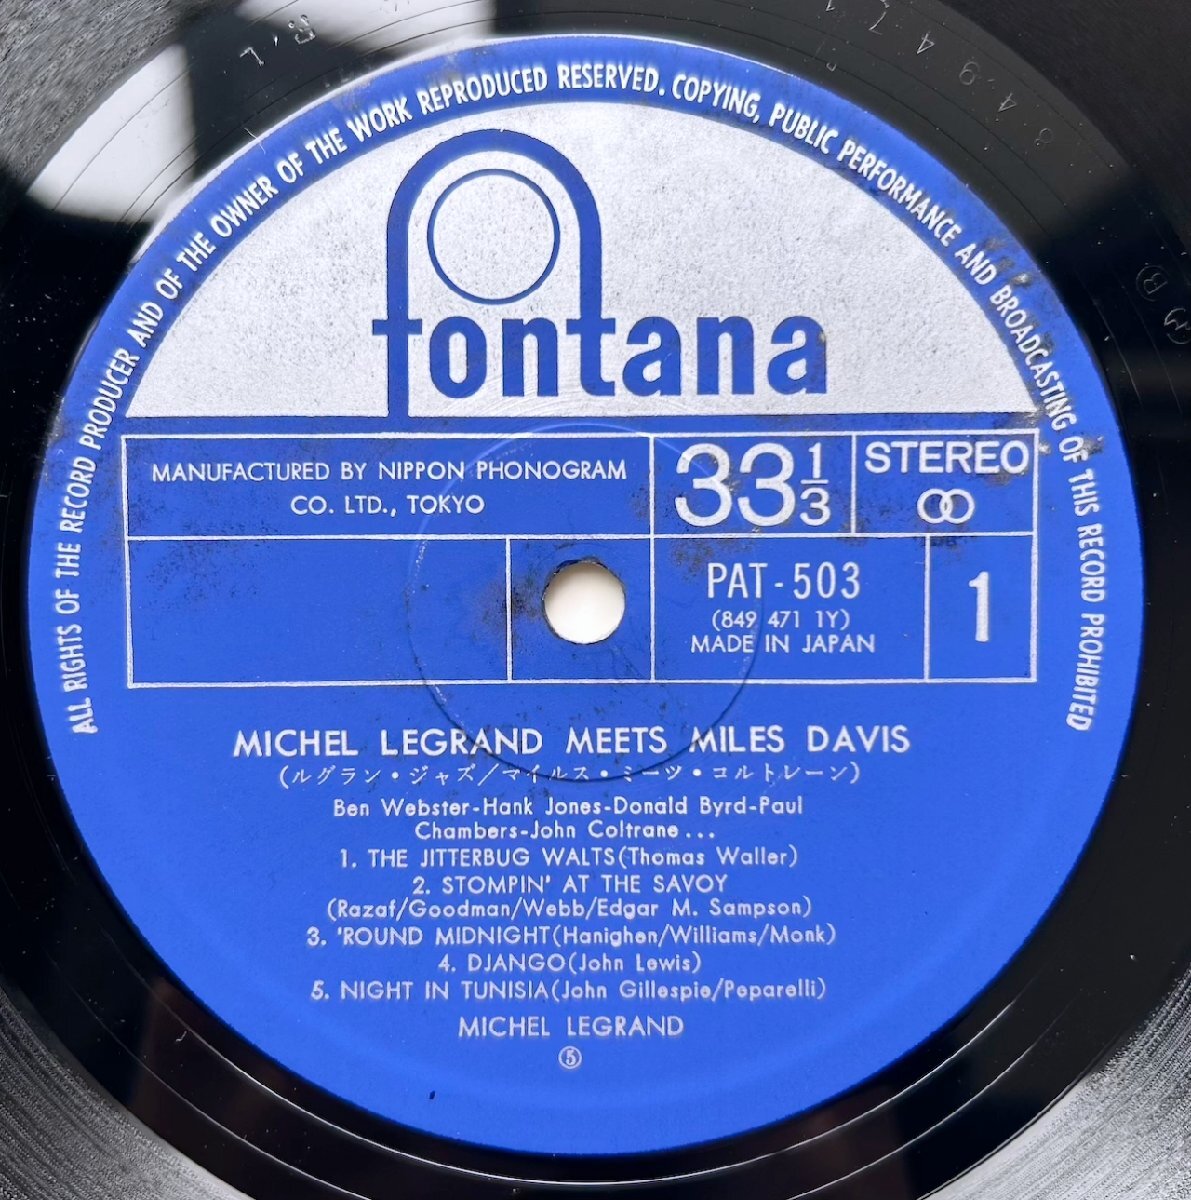 ALL RIGHTS OF THE RECORD PRODUCER AND OF THE OWNER OF THE WORK REPRODUCED RESERVED. COPYING, PUBLIC PERFORMANCE AND BROADCASTING OF THIS RECORD PROHIBITED
fontana
MANUFACTURED BY NIPPON PHONOGRAM
CO. LTD., TOKYO
33 1/3
STEREO
PAT-503
(849 471 1Y)
MADE IN JAPAN
1
MICHEL LEGRAND MEETS MILES DAVIS
(ルグラン・ジャズ/マイルス・ミーツ・コルトレーン)
Ben Webster-Hank Jones-Donald Byrd-Paul
Chambers-John Coltrane...
1. THE JITTERBUG WALTS(Thomas Waller)
2. STOMPIN' AT THE SAVOY
(Razaf/Goodman/Webb/Edgar M. Sampson)
3. 'ROUND MIDNIGHT(Hanighen/Williams/Monk)
4. DJANGO(John Lewis)
5. NIGHT IN TUNISIA(John Gillespie/Peparelli)
MICHEL LEGRAND
⑤